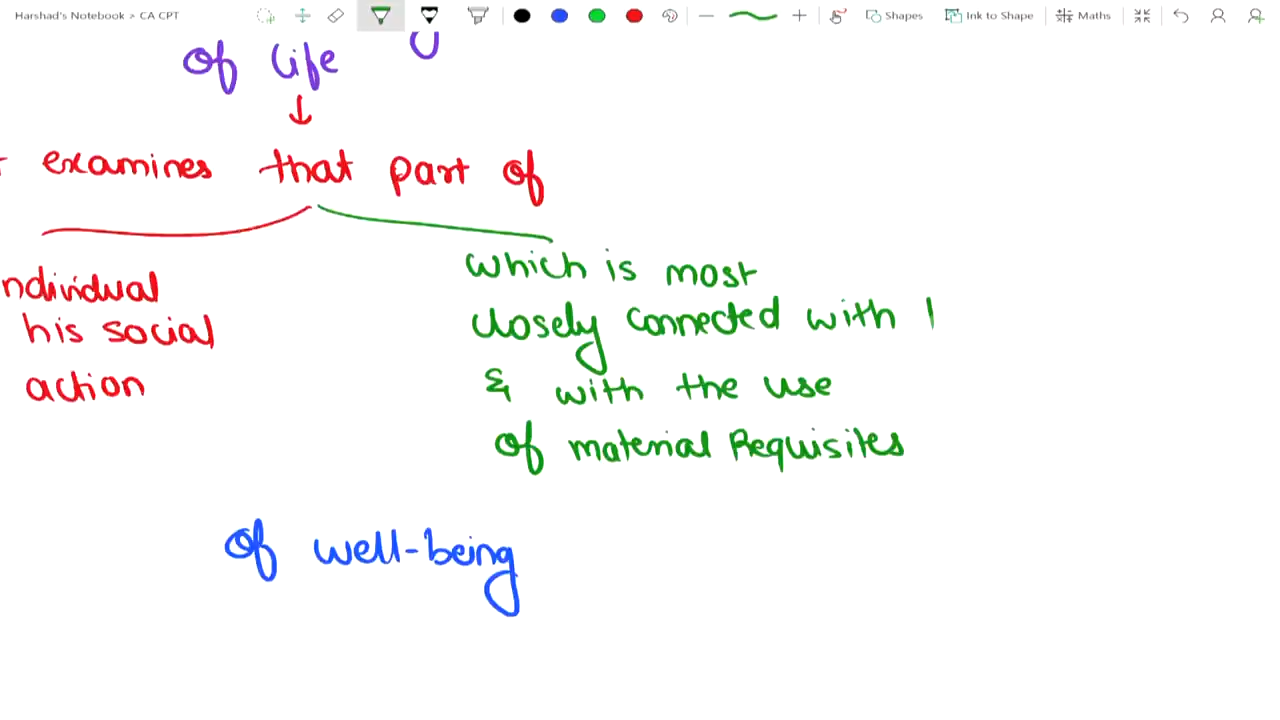 Harshad's Notebook > CA CPT
Shapes
Ink to Shape
Maths
of life
examines that part of
ndividual
his social
action
which is most
closely connected with
& with the use
of material Requisites
of well-being